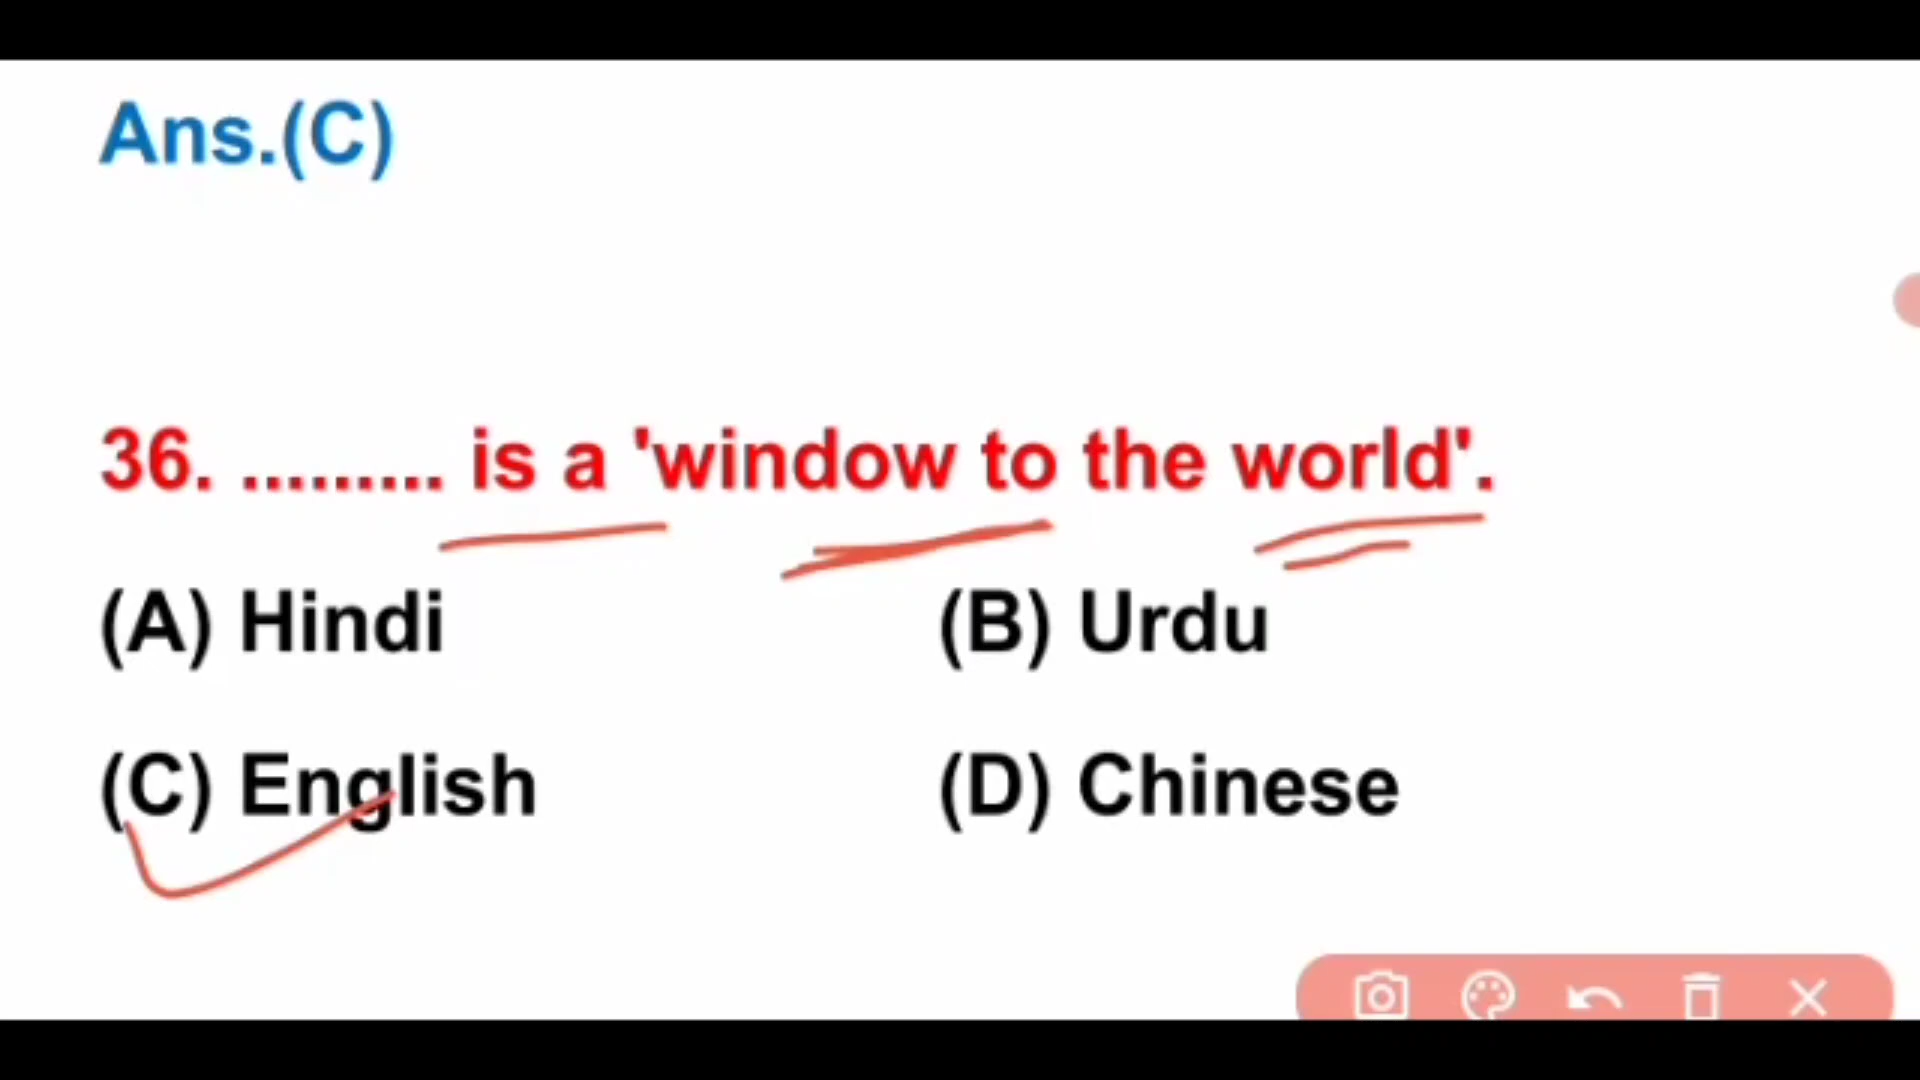 Ans.(C)
36. ......... is a 'window to the world'.
(A) Hindi (B) Urdu
(C) English (D) Chinese